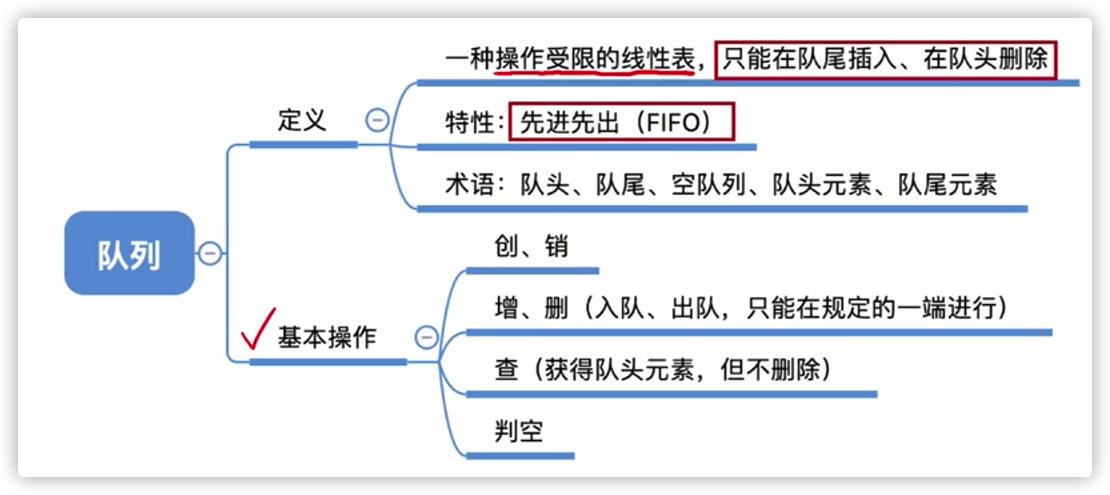 一种操作受限的线性表，只能在队尾插入、在队头删除
定义
特性：先进先出（FIFO）
术语：队头、队尾、空队列、队头元素、队尾元素
队列
创、销
增、删（入队、出队，只能在规定的一端进行）
基本操作
查（获得队头元素，但不删除）
判空